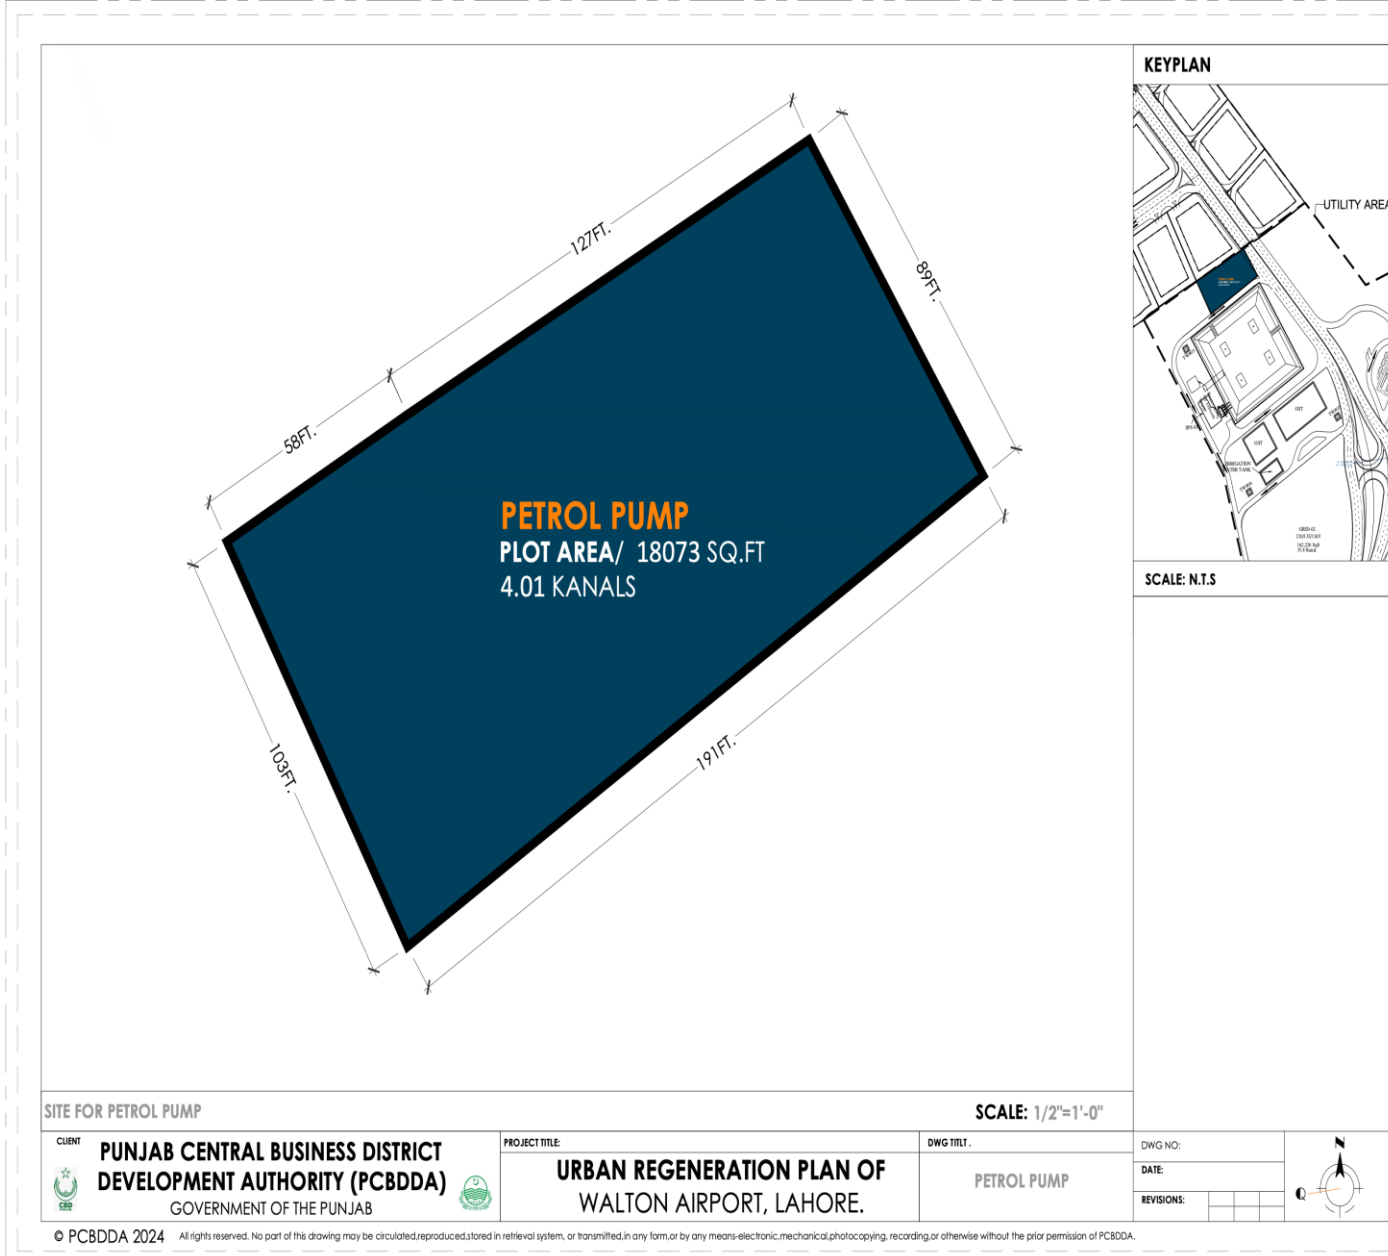 KEYPLAN
UTILITY AREA
127FT.
89FT.
58FT.
PETROL PUMP
PLOT AREA/ 18073 SQ.FT
4.01 KANALS
103FT.
191FT.
GST
GST
SCALE: N.T.S
SITE FOR PETROL PUMP
SCALE: 1/2"=1'-0"
CLIENT
PUNJAB CENTRAL BUSINESS DISTRICT
DEVELOPMENT AUTHORITY (PCBDDA)
GOVERNMENT OF THE PUNJAB
CBD
PROJECT TITLE:
URBAN REGENERATION PLAN OF
WALTON AIRPORT, LAHORE.
DWG TITLT .
PETROL PUMP
DWG NO:
DATE:
REVISIONS:
N
Q
© PCBDDA 2024 All rights reserved. No part of this drawing may be circulated,reproduced,stored in retrieval system, or transmitted,in any form,or by any means-electronic,mechanical,photocopying, recording,or otherwise without the prior permission of PCBDDA.